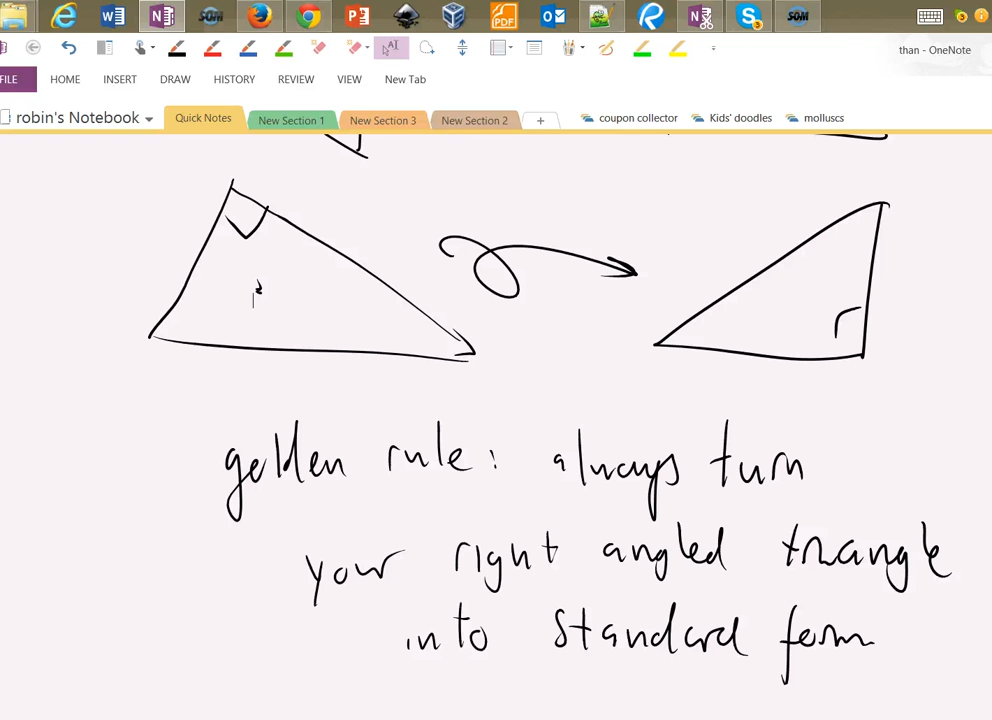 than - OneNote
FILE HOME INSERT DRAW HISTORY REVIEW VIEW New Tab
robin's Notebook Quick Notes New Section 1 New Section 3 New Section 2 coupon collector Kids' doodles molluscs
golden rule: always turn
your right angled triangle
into standard form